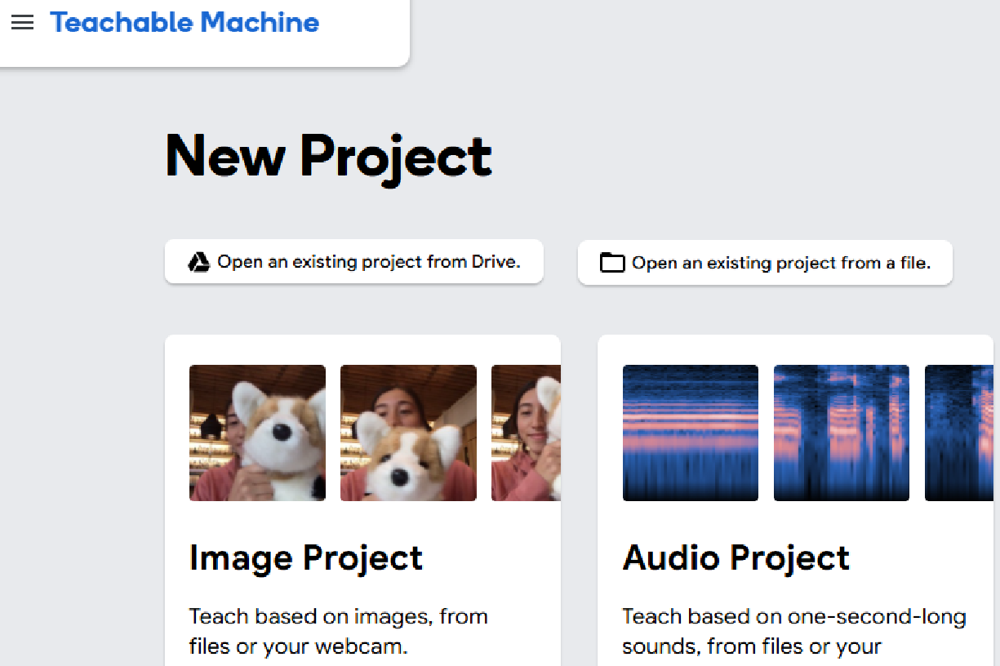 Teachable Machine
New Project
Open an existing project from Drive.
Open an existing project from a file.
Image Project
Teach based on images, from
files or your webcam.
Audio Project
Teach based on one-second-long
sounds, from files or your